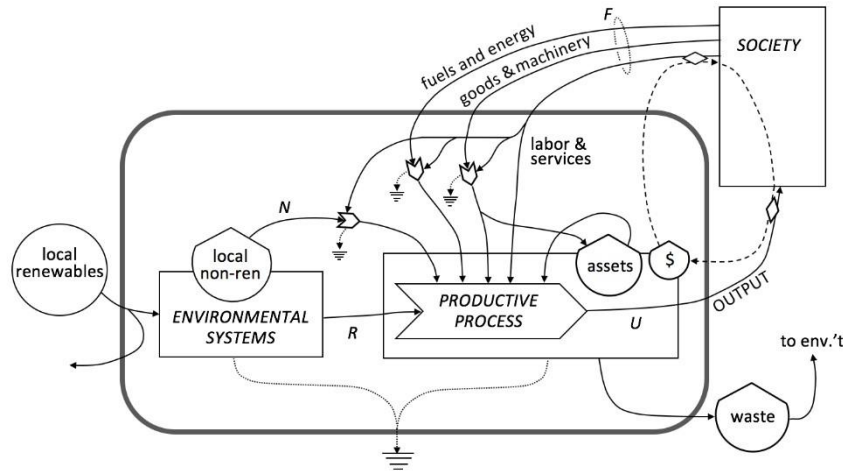 F
SOCIETY
fuels and energy
goods & machinery
labor &
services
N
local
renewables
local
non-ren
assets
$
ENVIRONMENTAL
SYSTEMS
R
PRODUCTIVE
PROCESS
U
OUTPUT
to env.'t
waste